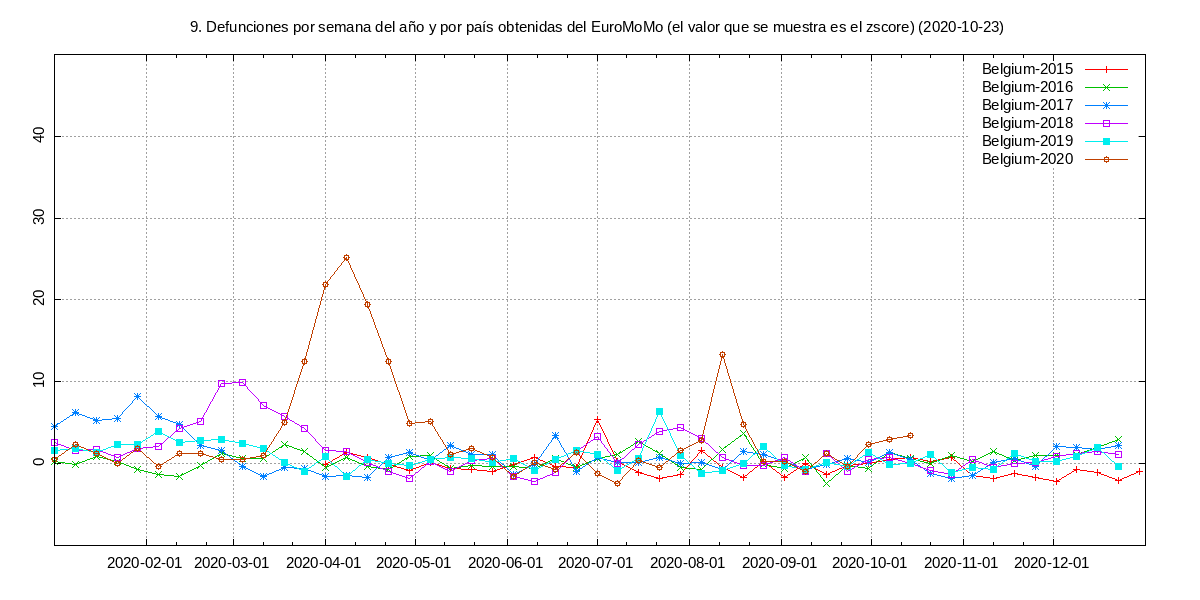 9. Defunciones por semana del año y por país obtenidas del EuroMoMo (el valor que se muestra es el zscore) (2020-10-23)
Belgium-2015
Belgium-2016
Belgium-2017
Belgium-2018
Belgium-2019
Belgium-2020
40
30
20
10
0
2020-02-01 2020-03-01 2020-04-01 2020-05-01 2020-06-01 2020-07-01 2020-08-01 2020-09-01 2020-10-01 2020-11-01 2020-12-01